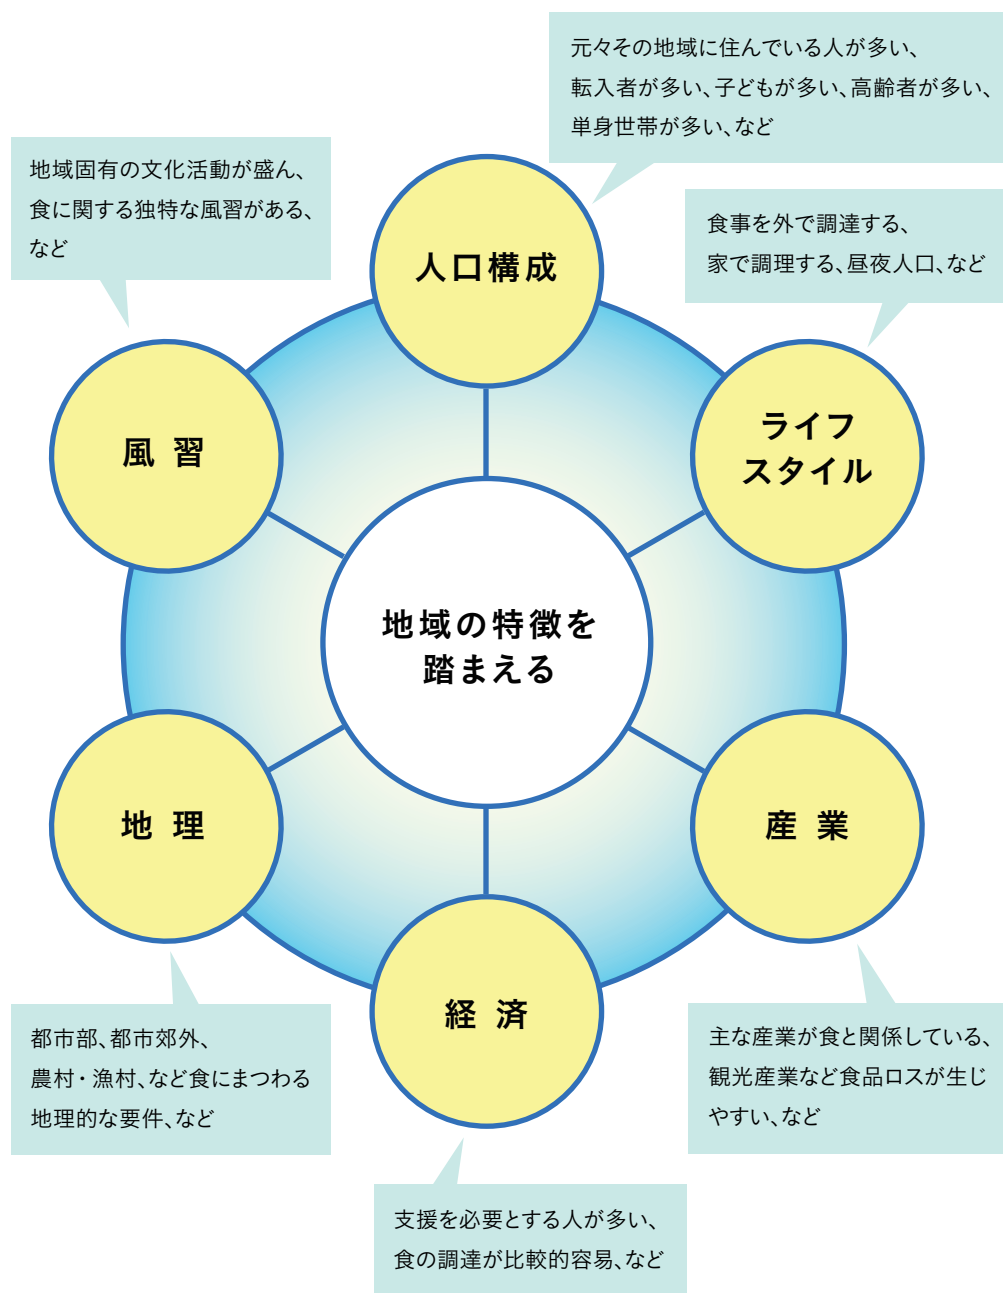 元々その地域に住んでいる人が多い、
転入者が多い、子どもが多い、高齢者が多い、
単身世帯が多い、など
地域固有の文化活動が盛ん、
食に関する独特な風習がある、
など
食事を外で調達する、
家で調理する、昼夜人口、など
人口構成
風習
ライフ
スタイル
地域の特徴を
踏まえる
地理
産業
経済
都市部、都市郊外、
農村・漁村、など食にまつわる
地理的な要件、など
主な産業が食と関係している、
観光産業など食品ロスが生じ
やすい、など
支援を必要とする人が多い、
食の調達が比較的容易、など